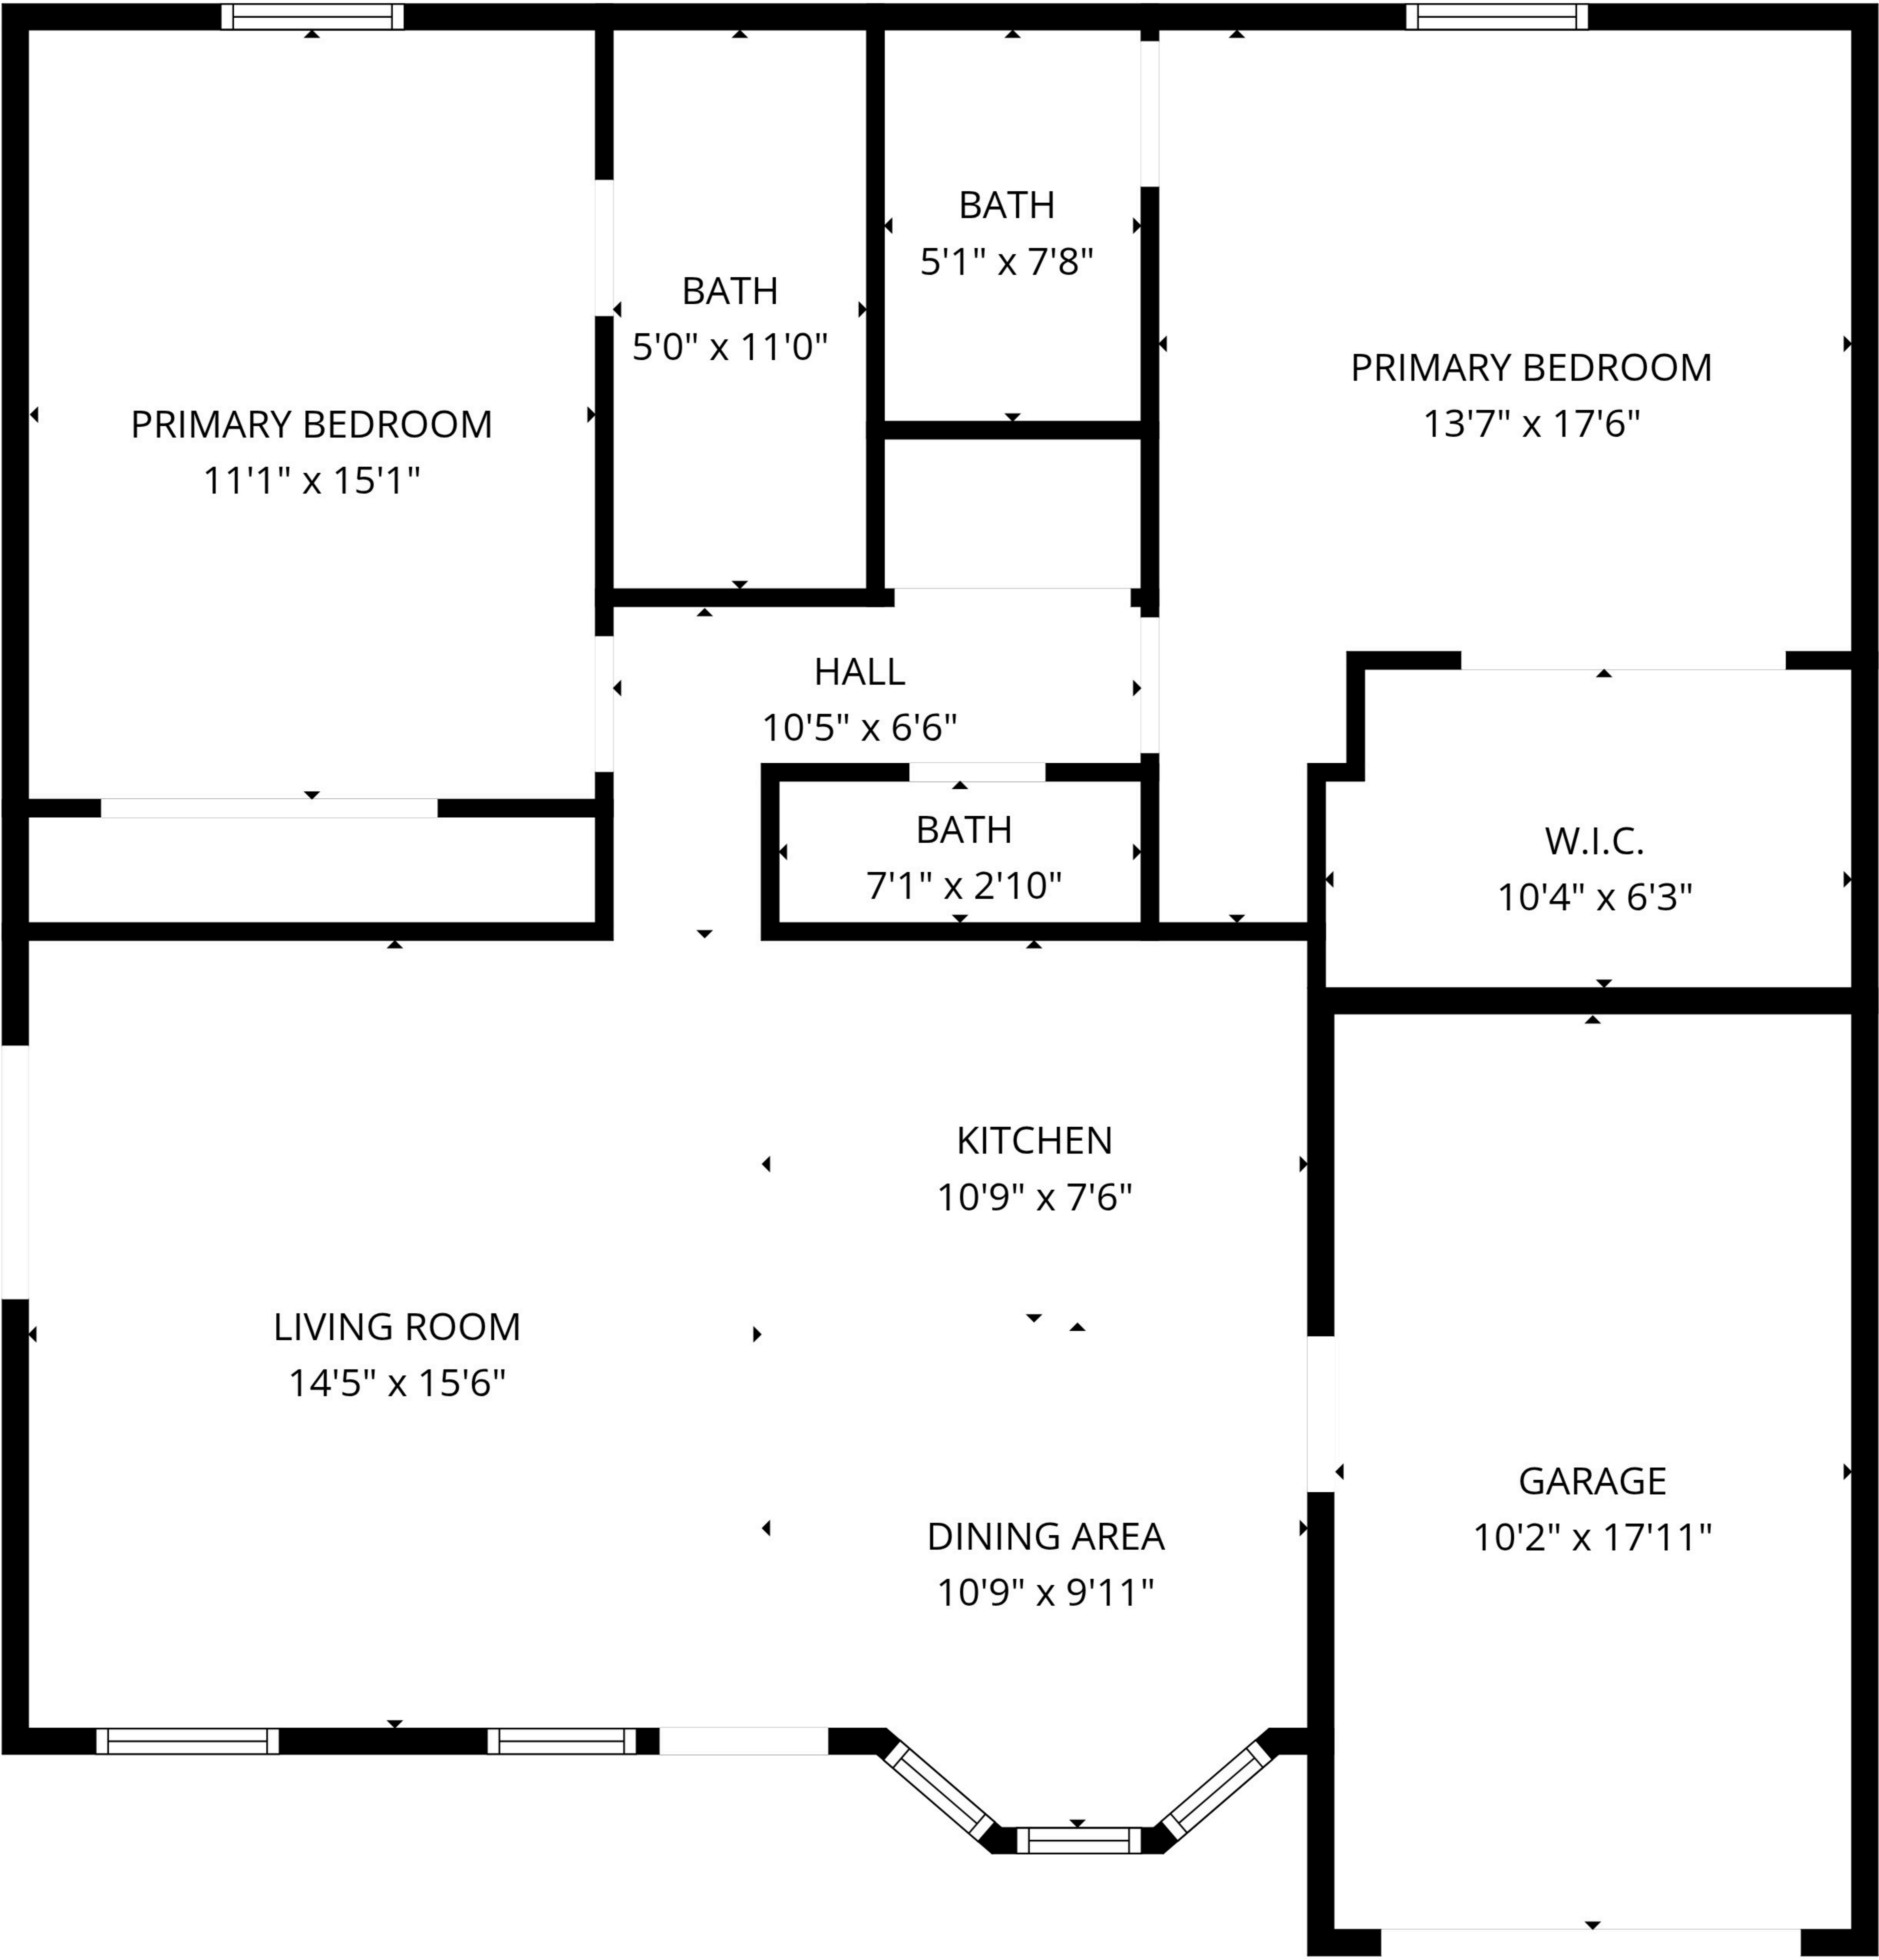 BATH
5'1" x 7'8"
BATH
5'0" x 11'0"
PRIMARY BEDROOM
13'7" x 17'6"
PRIMARY BEDROOM
11'1" x 15'1"
HALL
10'5" x 6'6"
BATH
7'1" x 2'10"
W.I.C.
10'4" x 6'3"
KITCHEN
10'9" x 7'6"
LIVING ROOM
14'5" x 15'6"
GARAGE
10'2" x 17'11"
DINING AREA
10'9" x 9'11"